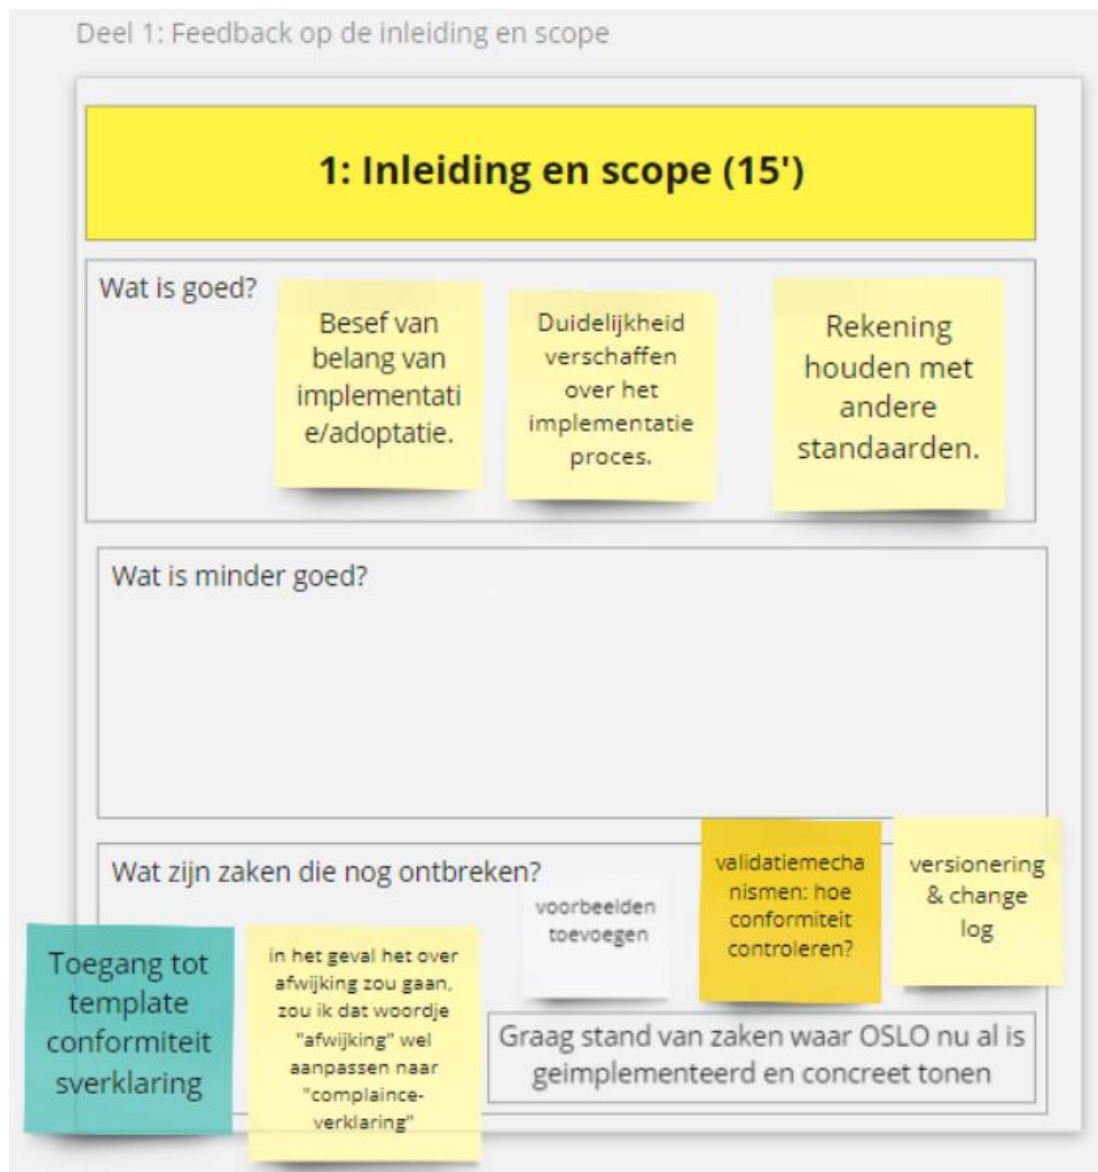 Deel 1: Feedback op de inleiding en scope
1: Inleiding en scope (15')
Wat is goed?
Besef van
belang van
implementati
e/adoptatie.
Duidelijkheid
verschaffen
over het
implementatie
proces.
Rekening
houden met
andere
standaarden.
Wat is minder goed?
Wat zijn zaken die nog ontbreken?
voorbeelden
toevoegen
validatiemecha
nismen: hoe
conformiteit
controleren?
versionering
& change
log
Toegang tot
template
conformiteit
sverklaring
in het geval het over
afwijking zou gaan,
zou ik dat woordje
"afwijking" wel
aanpassen naar
"complaince-
verklaring"
Graag stand van zaken waar OSLO nu al is
geimplementeerd en concreet tonen